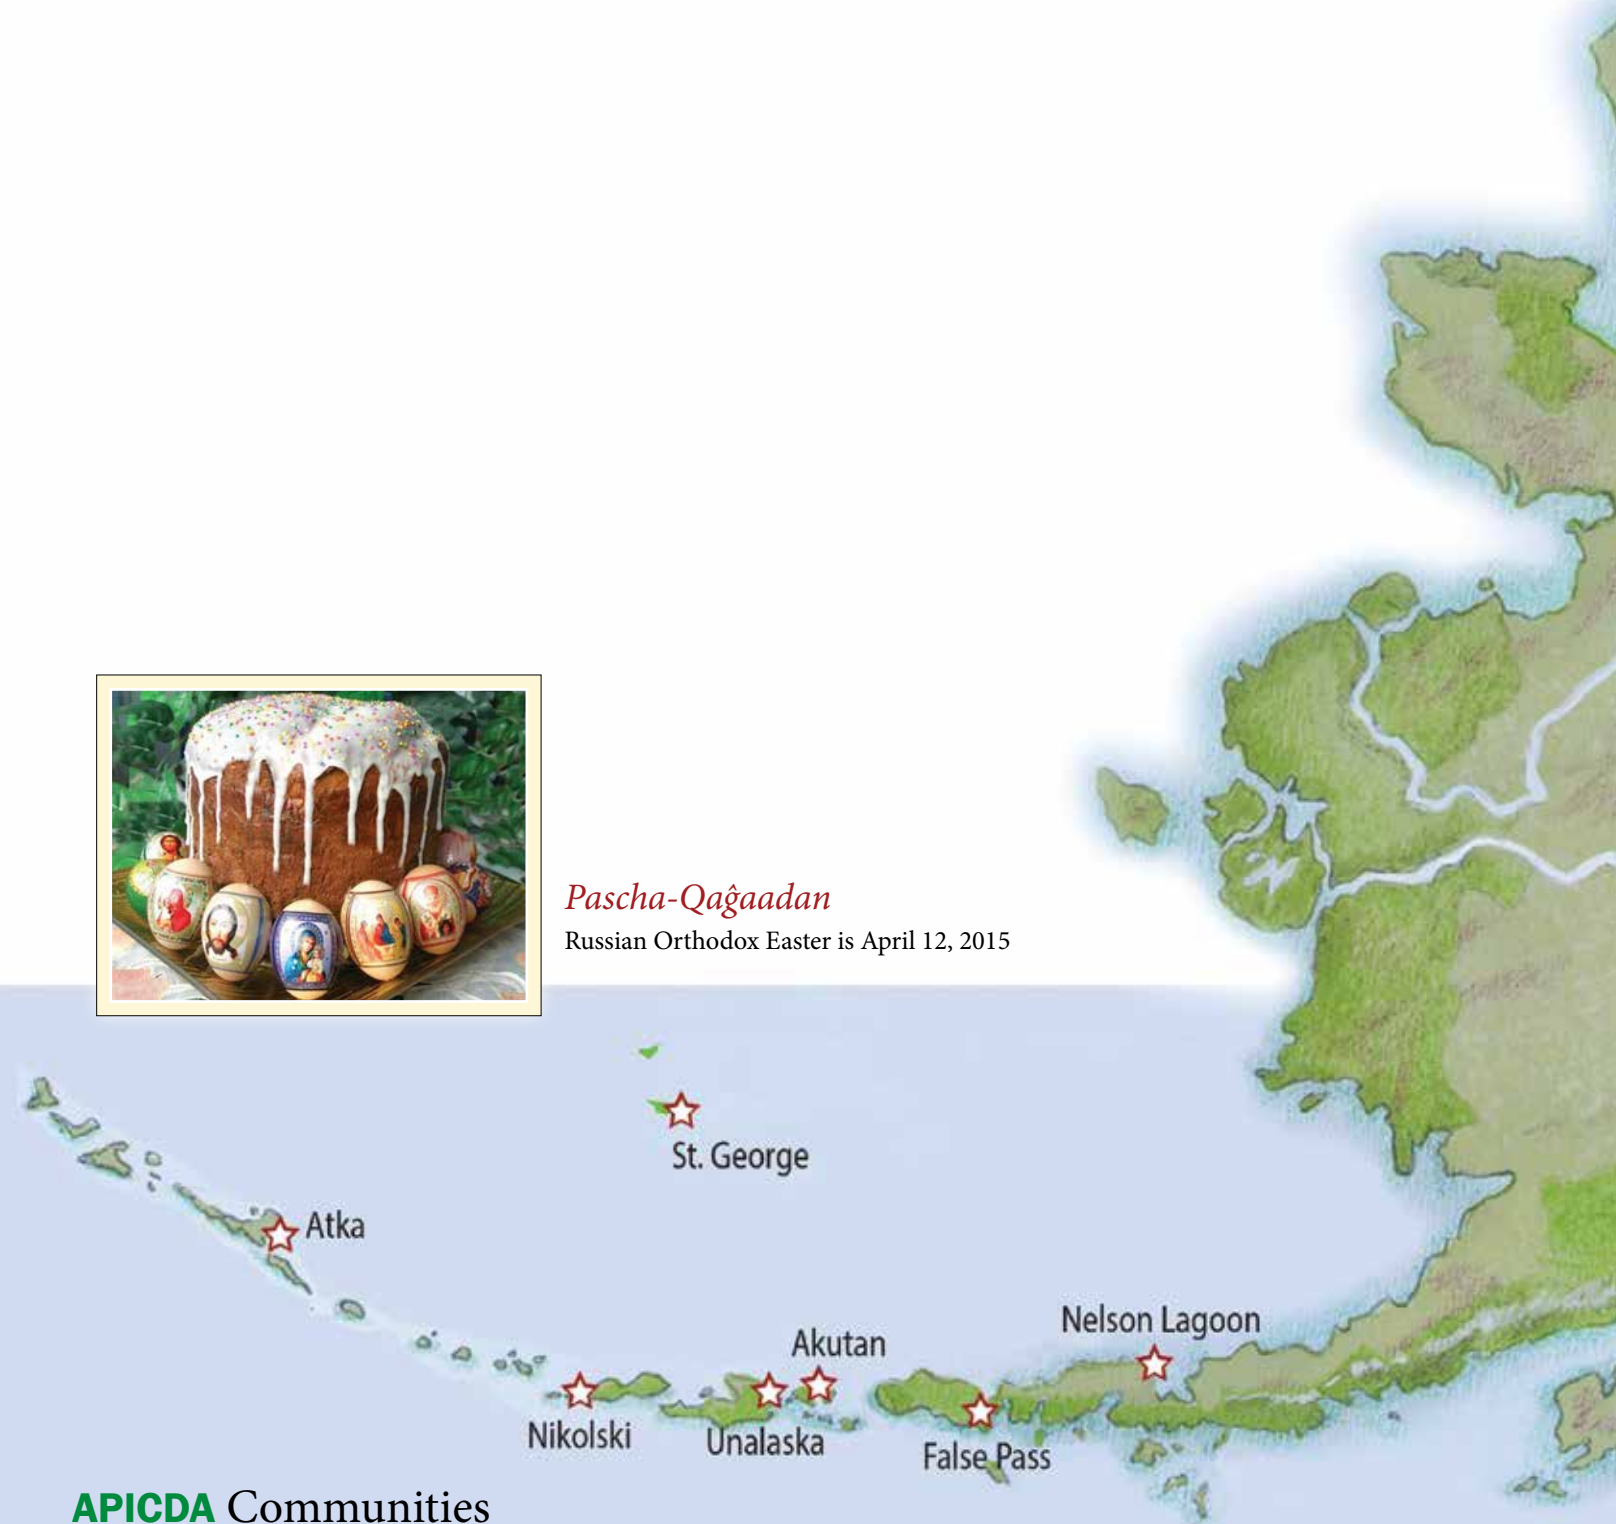 Pascha-Qaĝaadan
Russian Orthodox Easter is April 12, 2015
St. George
Atka
Nelson Lagoon
Akutan
Nikolski
Unalaska
False Pass
APICDA Communities